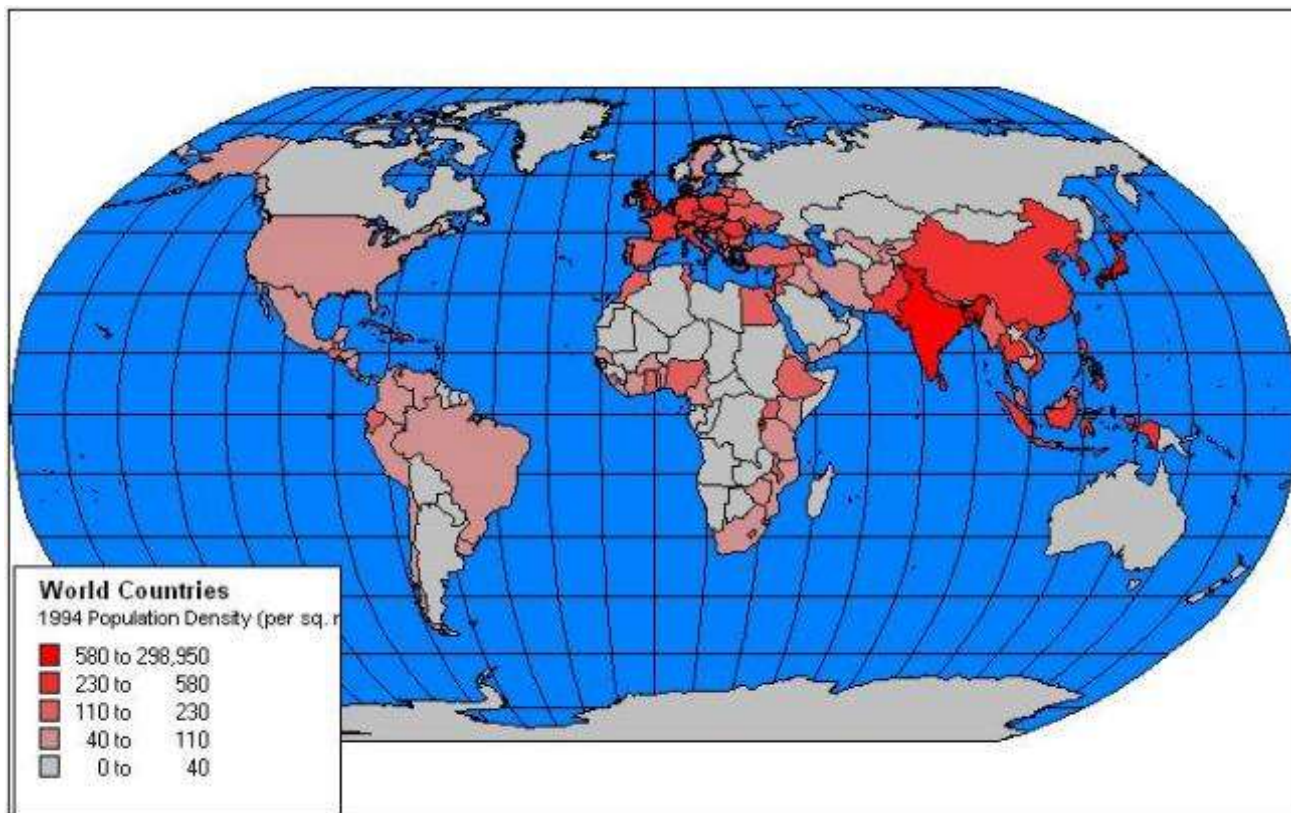 World Countries
1994 Population Density (per sq. r
580 to 298,950
230 to 580
110 to 230
40 to 110
0 to 40